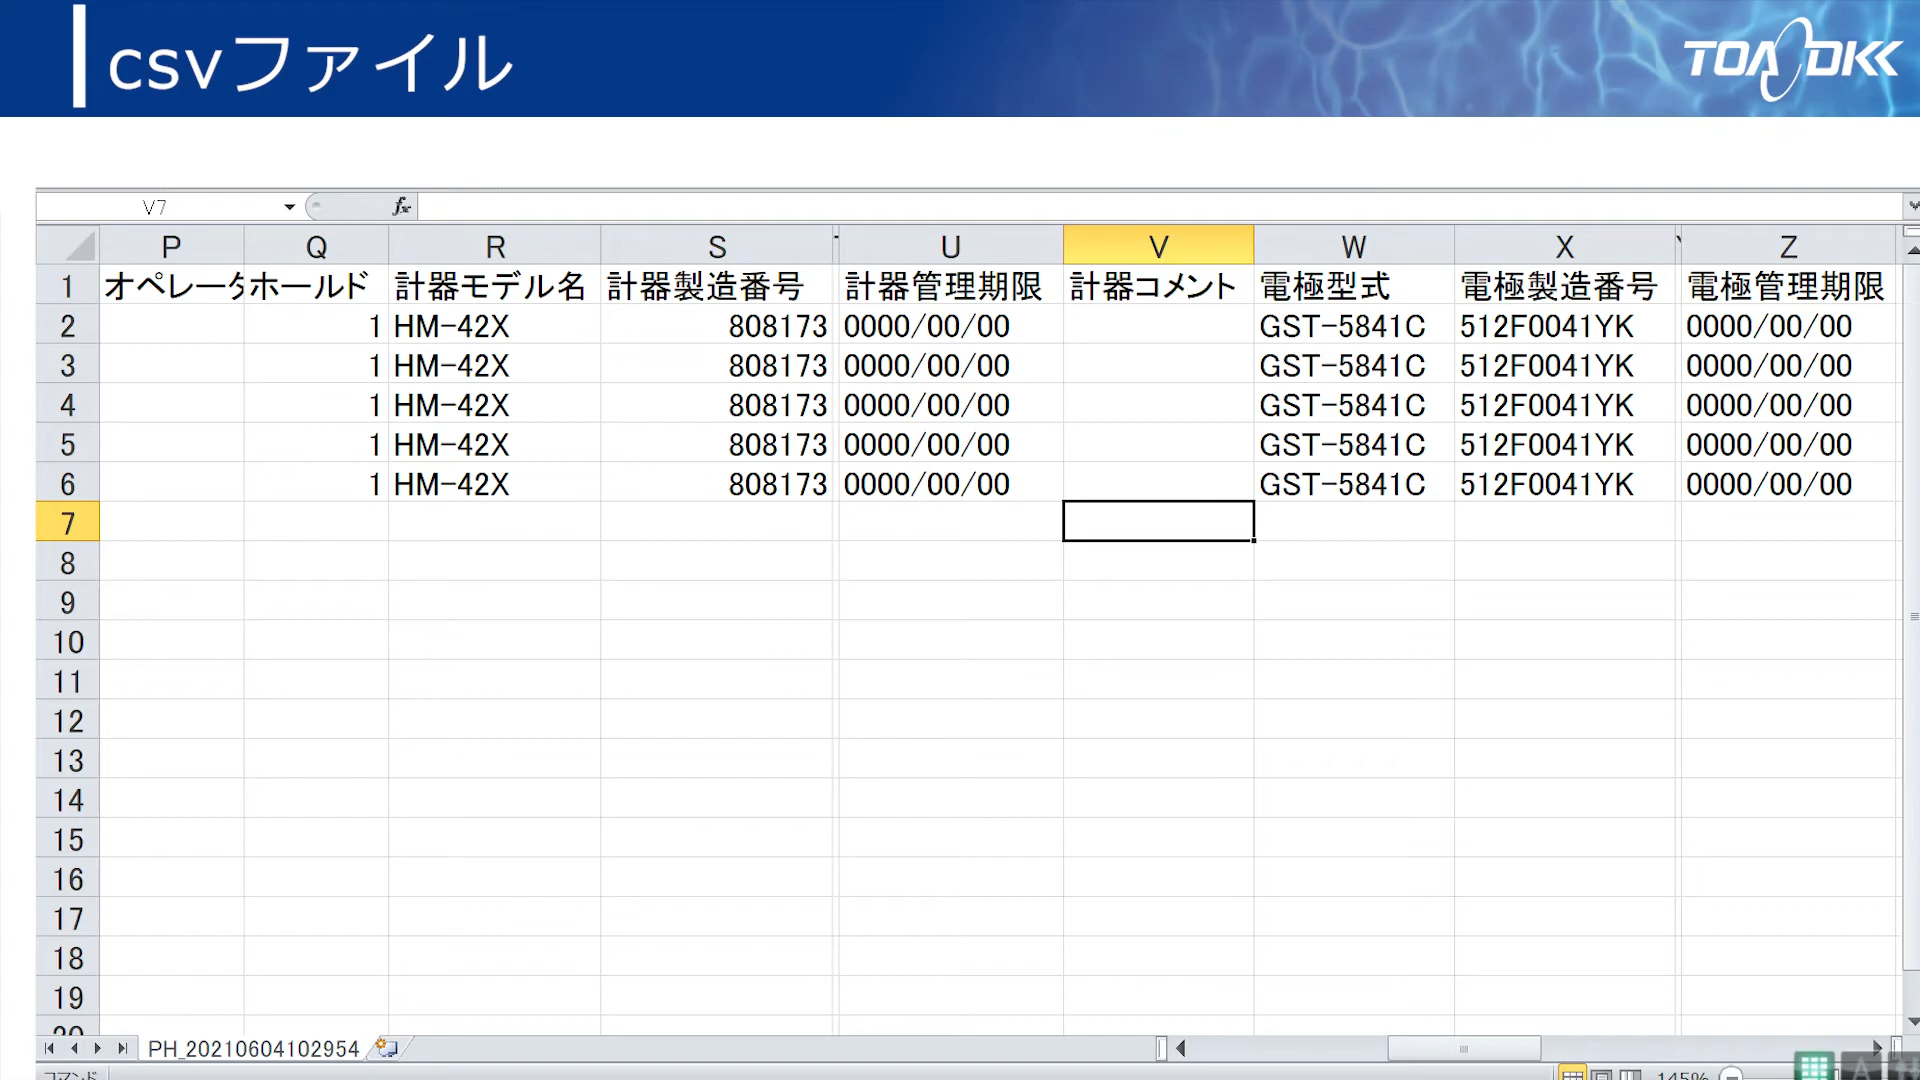 csvファイル
TOA DKK
V7 fx
P Q R S U V W X Z
1 オペレータ ホールド 計器モデル名 計器製造番号 計器管理期限 計器コメント 電極型式 電極製造番号 電極管理期限
2 1 HM-42X 808173 0000/00/00 GST-5841C 512F0041YK 0000/00/00
3 1 HM-42X 808173 0000/00/00 GST-5841C 512F0041YK 0000/00/00
4 1 HM-42X 808173 0000/00/00 GST-5841C 512F0041YK 0000/00/00
5 1 HM-42X 808173 0000/00/00 GST-5841C 512F0041YK 0000/00/00
6 1 HM-42X 808173 0000/00/00 GST-5841C 512F0041YK 0000/00/00
7
8
9
10
11
12
13
14
15
16
17
18
19
20
PH_20210604102954
コマンド 145%